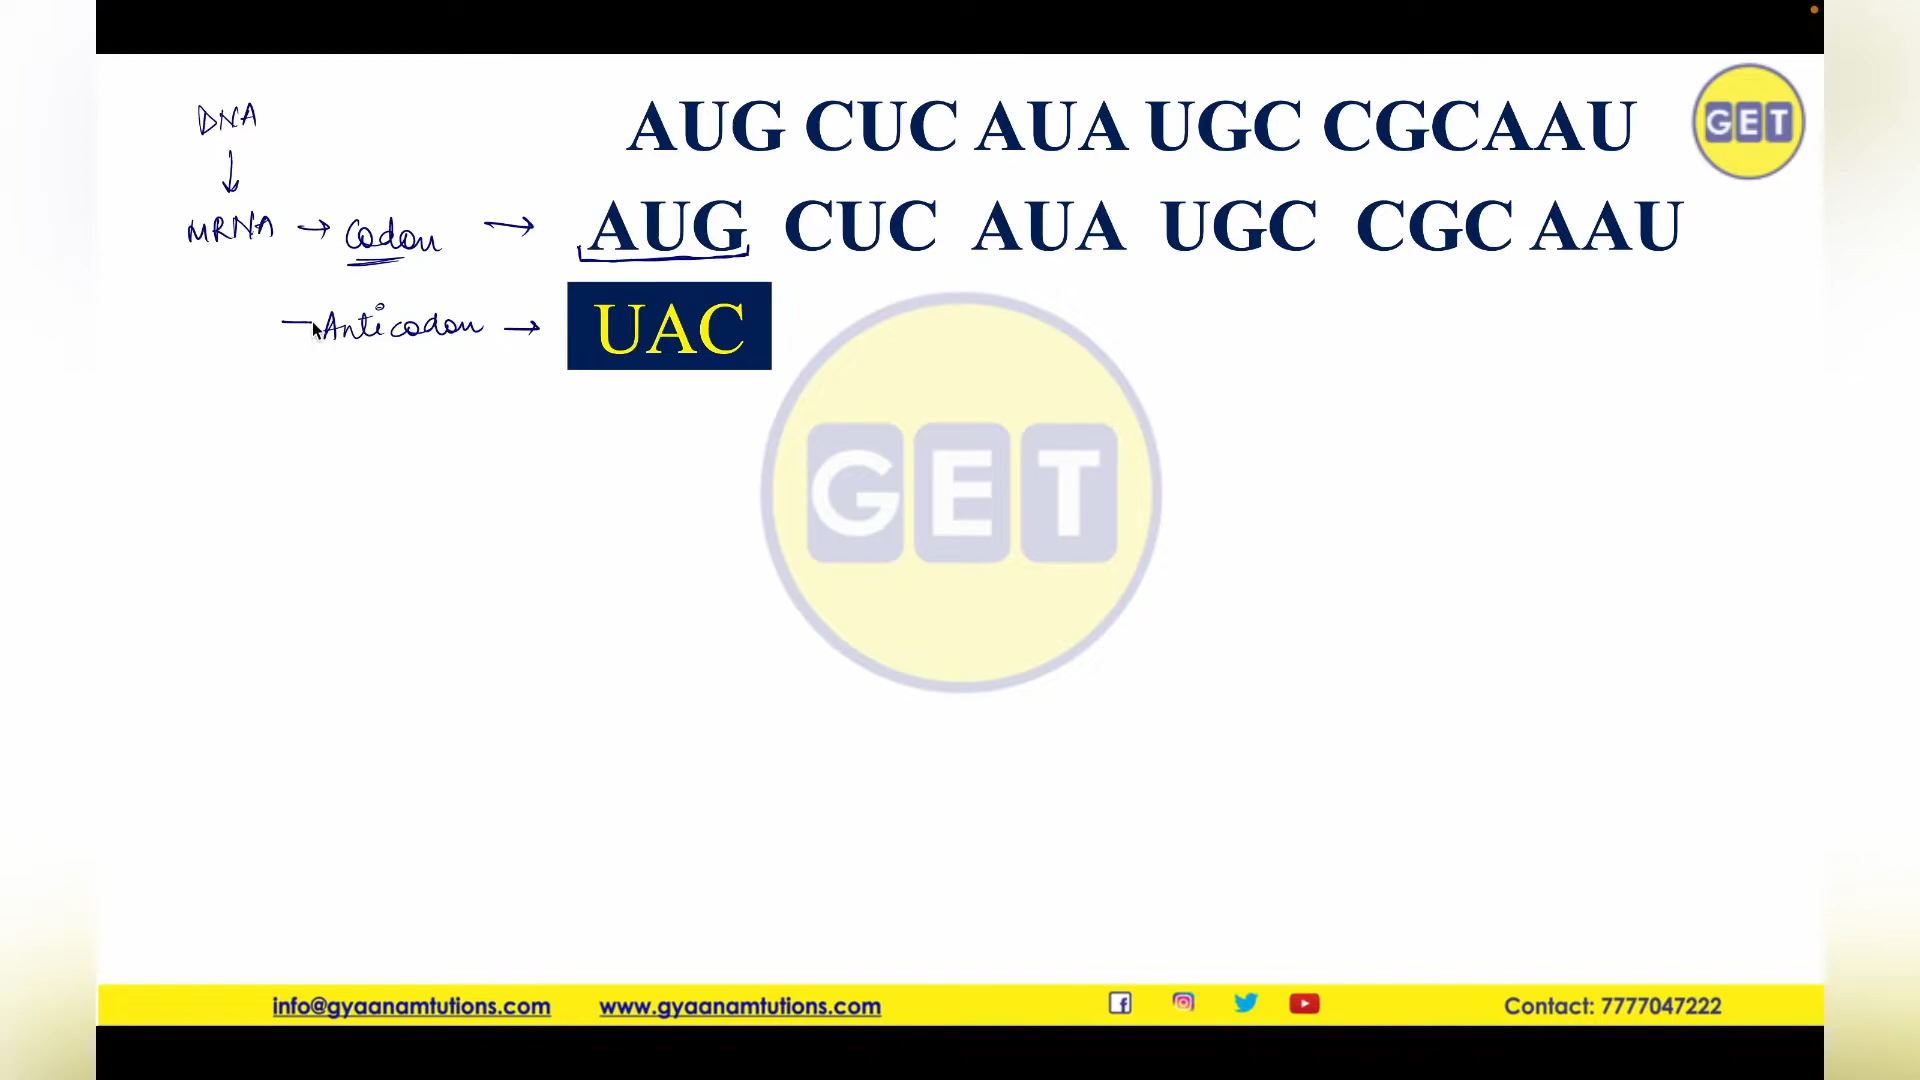 DNA
AUG CUC AUA UGC CGCAAU
GET
MRNA → Codon → AUG CUC AUA UGC CGC AAU
Anticodon → UAC
GET
info@gyaanamtutions.com www.gyaanamtutions.com Contact: 7777047222